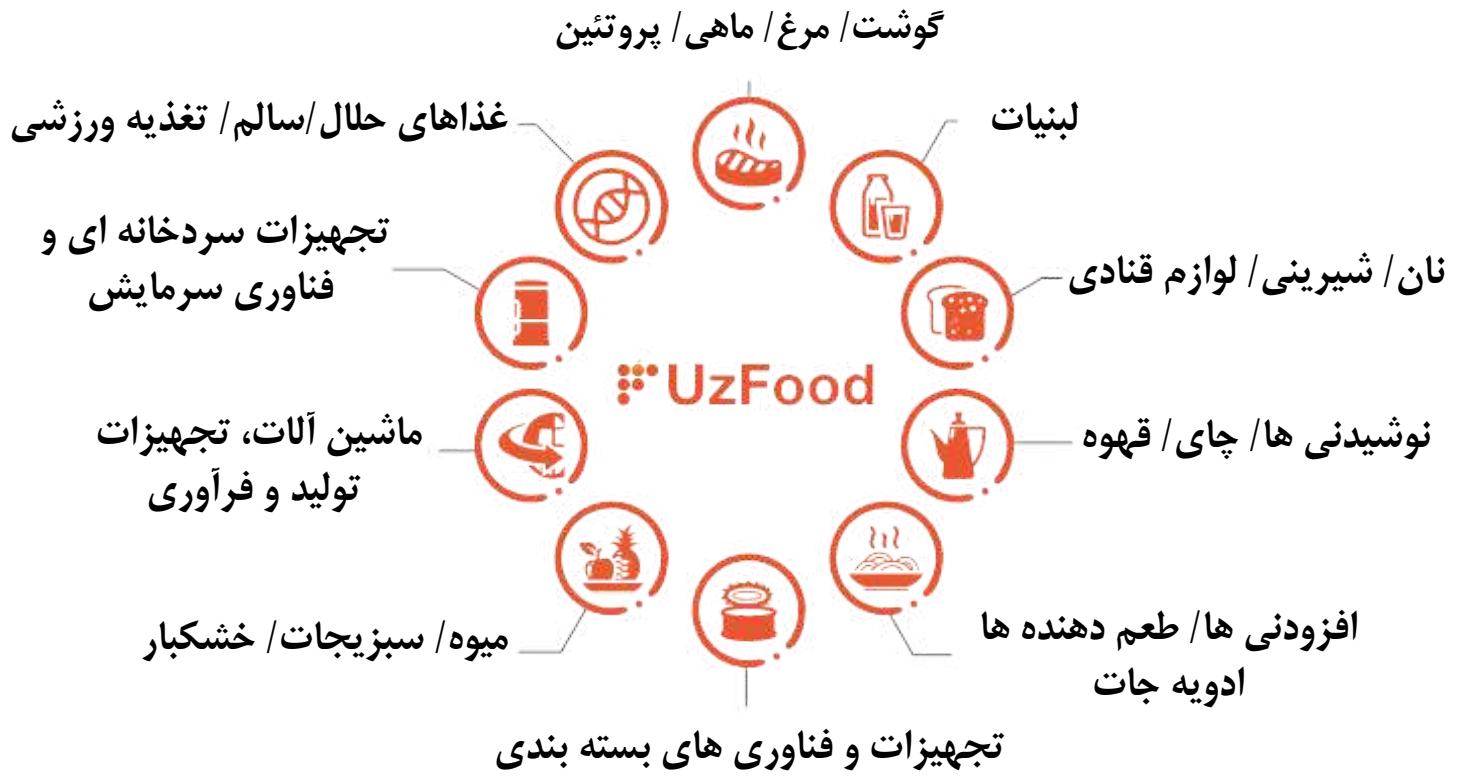 گوشت/ مرغ/ ماهی/ پروتئین
لبنیات
غذاهای حلال/سالم/ تغذیه ورزشی
تجهیزات سردخانه ای و
فناوری سرمایش
نان/ شیرینی/ لوازم قنادی
UzFood
نوشیدنی ها/ چای/ قهوه
ماشین آلات، تجهیزات
تولید و فرآوری
افزودنی ها/ طعم دهنده ها
ادویه جات
میوه/ سبزیجات/ خشکبار
تجهیزات و فناوری های بسته بندی